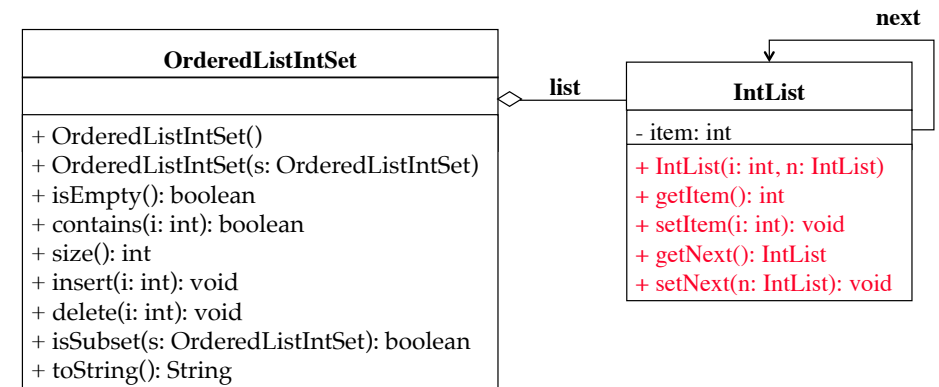 OrderedListIntSet
+ OrderedListIntSet()
+ OrderedListIntSet(s: OrderedListIntSet)
+ isEmpty(): boolean
+ contains(i: int): boolean
+ size(): int
+ insert(i: int): void
+ delete(i: int): void
+ isSubset(s: OrderedListIntSet): boolean
+ toString(): String
list
next
IntList
- item: int
+ IntList(i: int, n: IntList)
+ getItem(): int
+ setItem(i: int): void
+ getNext(): IntList
+ setNext(n: IntList): void